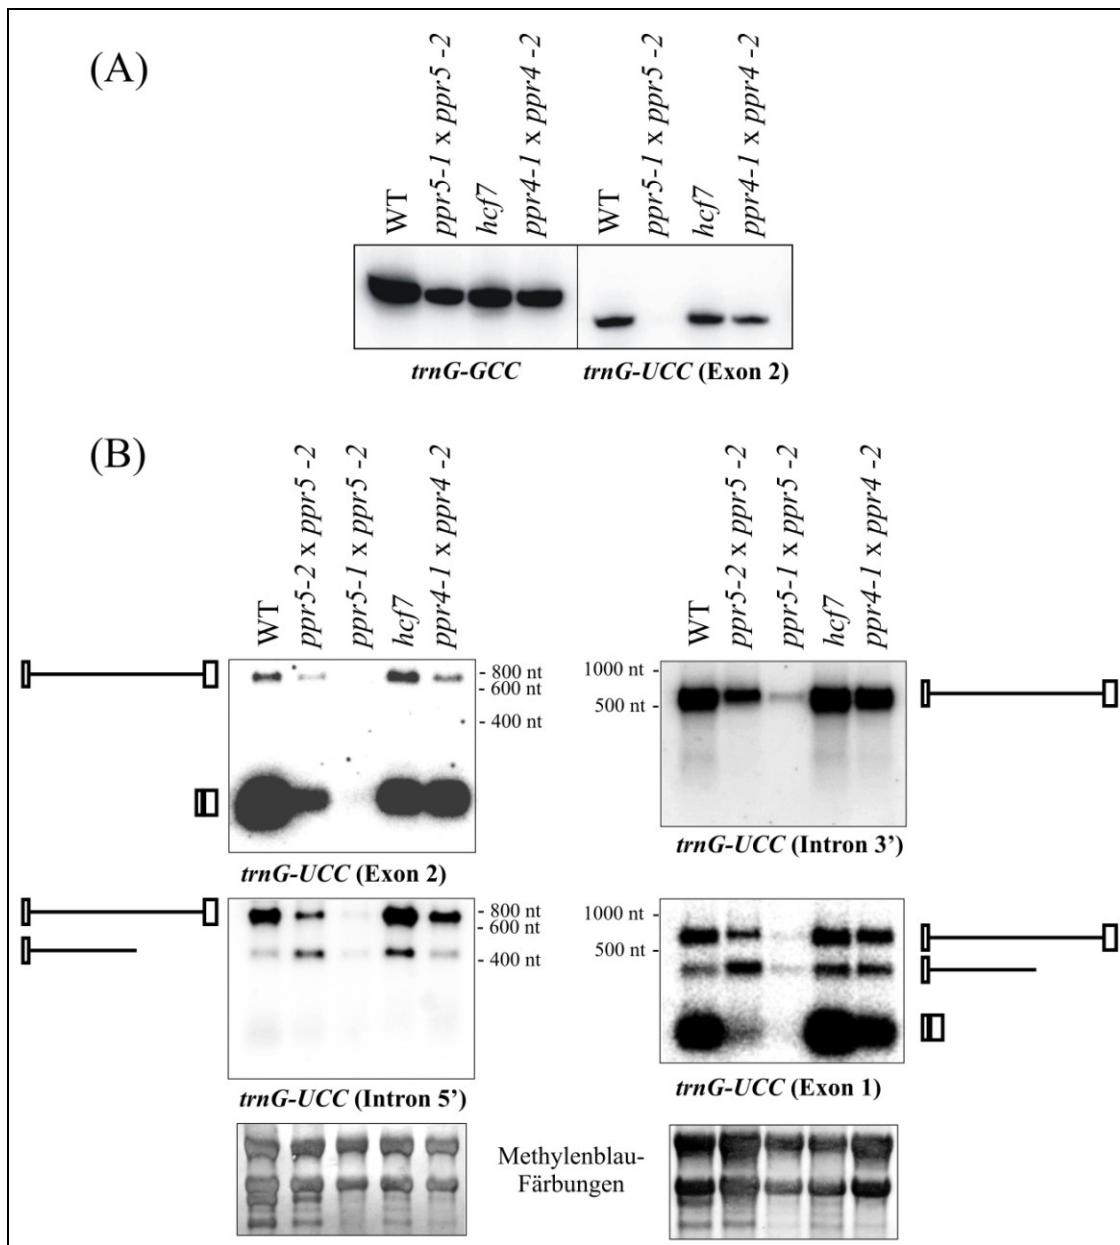 (A)
WT
ppr5-1 x ppr5 -2
hcf7
ppr4-1 x ppr4 -2
WT
ppr5-1 x ppr5 -2
hcf7
ppr4-1 x ppr4 -2
trnG-GCC
trnG-UCC (Exon 2)
(B)
WT
ppr5-2 x ppr5 -2
ppr5-1 x ppr5 -2
hcf7
ppr4-1 x ppr4 -2
WT
ppr5-2 x ppr5 -2
ppr5-1 x ppr5 -2
hcf7
ppr4-1 x ppr4 -2
- 800 nt
- 600 nt
- 400 nt
1000 nt -
500 nt -
trnG-UCC (Exon 2)
trnG-UCC (Intron 3’)
- 800 nt
- 600 nt
- 400 nt
1000 nt -
500 nt -
trnG-UCC (Intron 5’)
trnG-UCC (Exon 1)
Methylenblau-
Färbungen